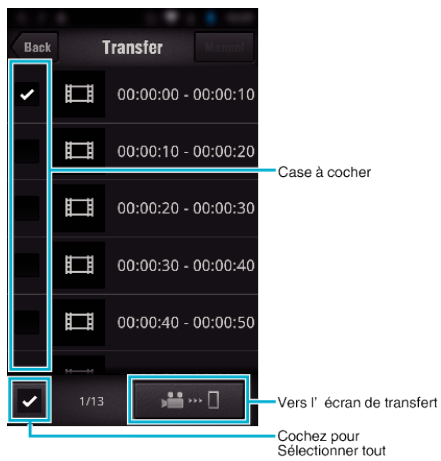 Back Transfer Manual
00:00:00 - 00:00:10
00:00:10 - 00:00:20
Case à cocher
00:00:20 - 00:00:30
00:00:30 - 00:00:40
00:00:40 - 00:00:50
1/13
Vers l' écran de transfert
Cochez pour
Sélectionner tout